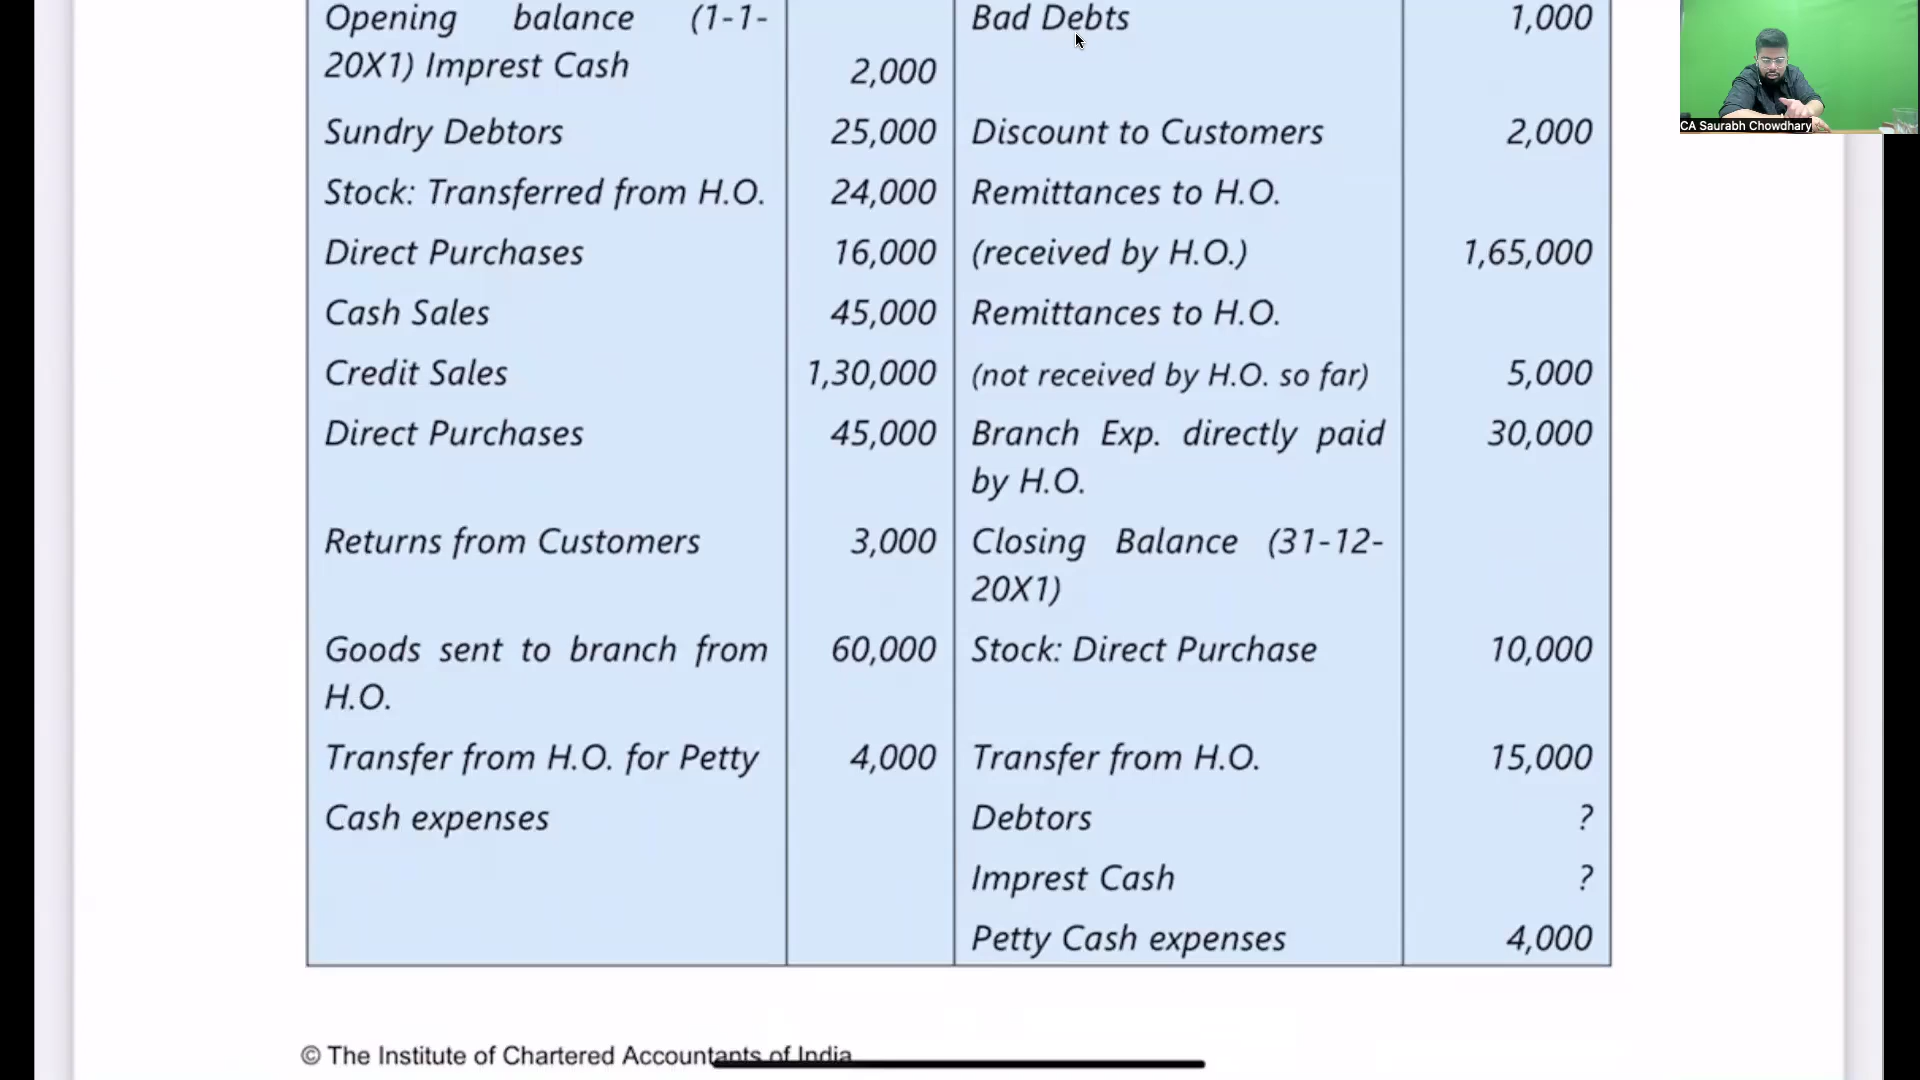 Opening balance (1-1- Bad Debts 1,000
20X1) Imprest Cash 2,000
CA Saurabh Chowdhary
Sundry Debtors 25,000 Discount to Customers 2,000
Stock: Transferred from H.O. 24,000 Remittances to H.O.
Direct Purchases 16,000 (received by H.O.) 1,65,000
Cash Sales 45,000 Remittances to H.O.
Credit Sales 1,30,000 (not received by H.O. so far) 5,000
Direct Purchases 45,000 Branch Exp. directly paid 30,000
by H.O.
Returns from Customers 3,000 Closing Balance (31-12-
20X1)
Goods sent to branch from 60,000 Stock: Direct Purchase 10,000
H.O.
Transfer from H.O. for Petty 4,000 Transfer from H.O. 15,000
Cash expenses Debtors ?
Imprest Cash ?
Petty Cash expenses 4,000
© The Institute of Chartered Accountants of India